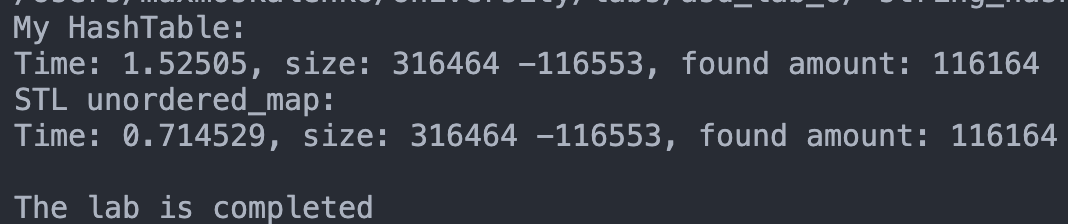 My HashTable:
Time: 1.52505, size: 316464 -116553, found amount: 116164
STL unordered_map:
Time: 0.714529, size: 316464 -116553, found amount: 116164
The lab is completed